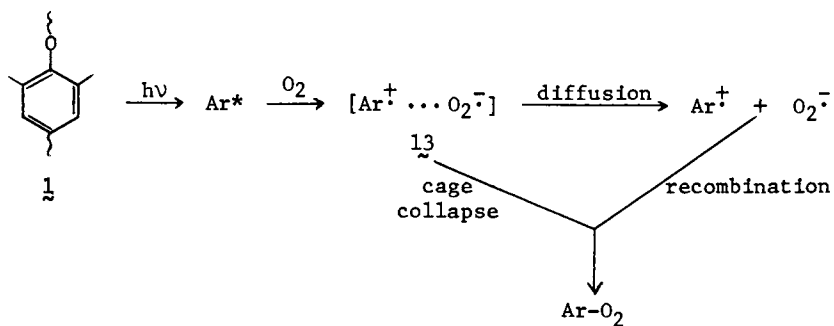 O
hν
Ar* O₂ [Ar⁺· ··· O₂⁻·] diffusion Ar⁺· + O₂⁻·
1
13
cage
collapse
recombination
Ar-O₂